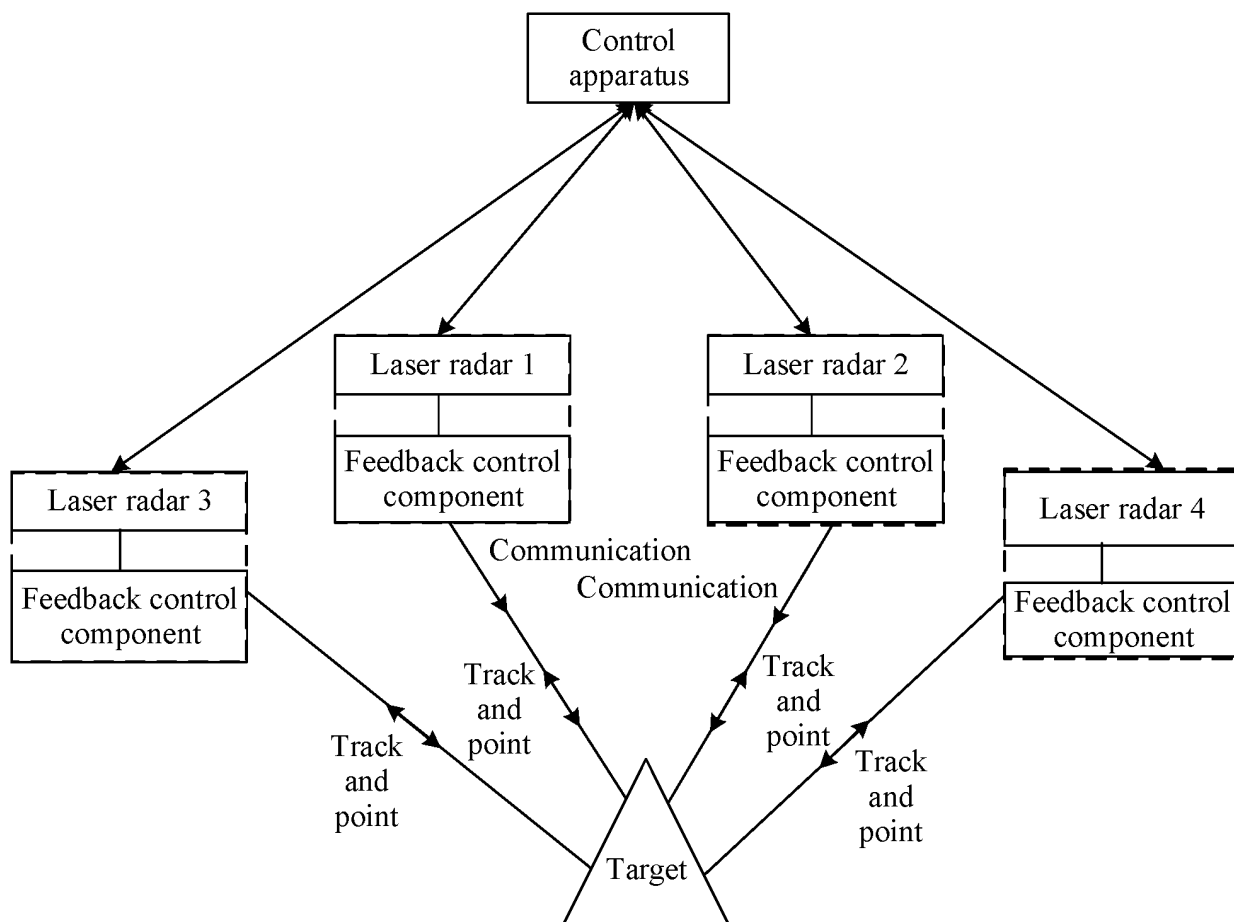 Control
apparatus
Laser radar 1
Laser radar 2
Feedback control
component
Feedback control
component
Laser radar 3
Laser radar 4
Feedback control
component
Feedback control
component
Communication
Communication
Track
and
point
Track
and
point
Track
and
point
Track
and
point
Target